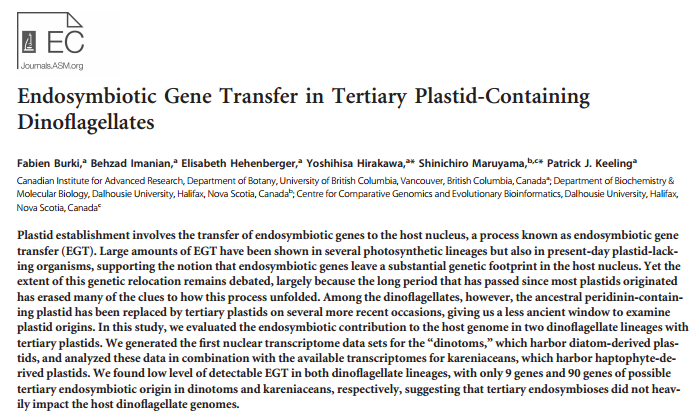 EC
Journals.ASM.org
Endosymbiotic Gene Transfer in Tertiary Plastid-Containing
Dinoflagellates
Fabien Burki,a Behzad Imanian,a Elisabeth Hehenberger,a Yoshihisa Hirakawa,a* Shinichiro Maruyama,b,c* Patrick J. Keelinga
Canadian Institute for Advanced Research, Department of Botany, University of British Columbia, Vancouver, British Columbia, Canadaa; Department of Biochemistry &
Molecular Biology, Dalhousie University, Halifax, Nova Scotia, Canadab; Centre for Comparative Genomics and Evolutionary Bioinformatics, Dalhousie University, Halifax,
Nova Scotia, Canadac
Plastid establishment involves the transfer of endosymbiotic genes to the host nucleus, a process known as endosymbiotic gene
transfer (EGT). Large amounts of EGT have been shown in several photosynthetic lineages but also in present-day plastid-lack-
ing organisms, supporting the notion that endosymbiotic genes leave a substantial genetic footprint in the host nucleus. Yet the
extent of this genetic relocation remains debated, largely because the long period that has passed since most plastids originated
has erased many of the clues to how this process unfolded. Among the dinoflagellates, however, the ancestral peridinin-contain-
ing plastid has been replaced by tertiary plastids on several more recent occasions, giving us a less ancient window to examine
plastid origins. In this study, we evaluated the endosymbiotic contribution to the host genome in two dinoflagellate lineages with
tertiary plastids. We generated the first nuclear transcriptome data sets for the “dinotoms,” which harbor diatom-derived plas-
tids, and analyzed these data in combination with the available transcriptomes for kareniaceans, which harbor haptophyte-de-
rived plastids. We found low level of detectable EGT in both dinoflagellate lineages, with only 9 genes and 90 genes of possible
tertiary endosymbiotic origin in dinotoms and kareniaceans, respectively, suggesting that tertiary endosymbioses did not heav-
ily impact the host dinoflagellate genomes.